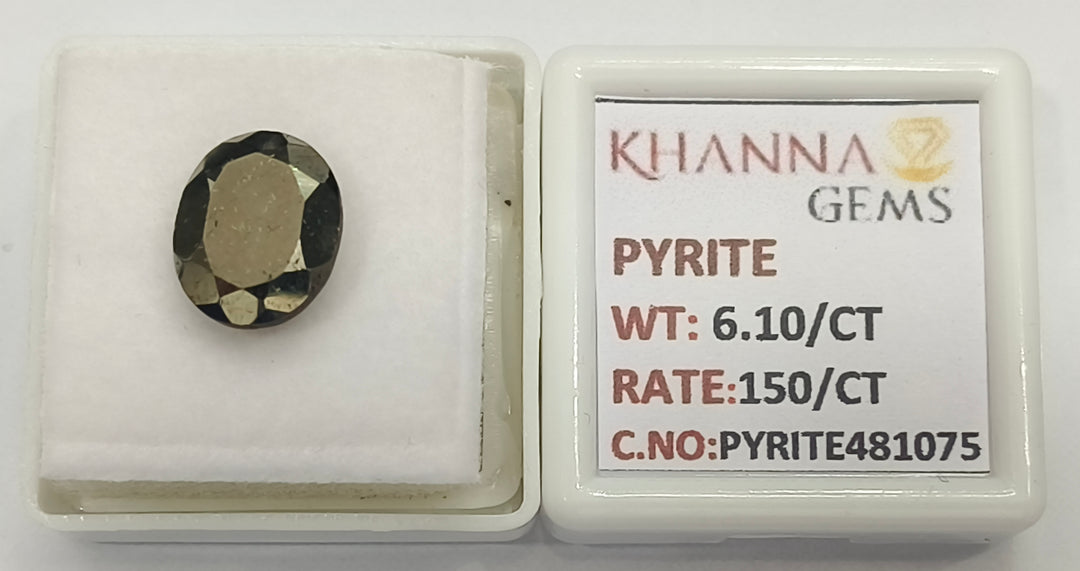 KHANNA
GEMS
PYRITE
WT: 6.10/CT
RATE:150/CT
C.NO:PYRITE481075